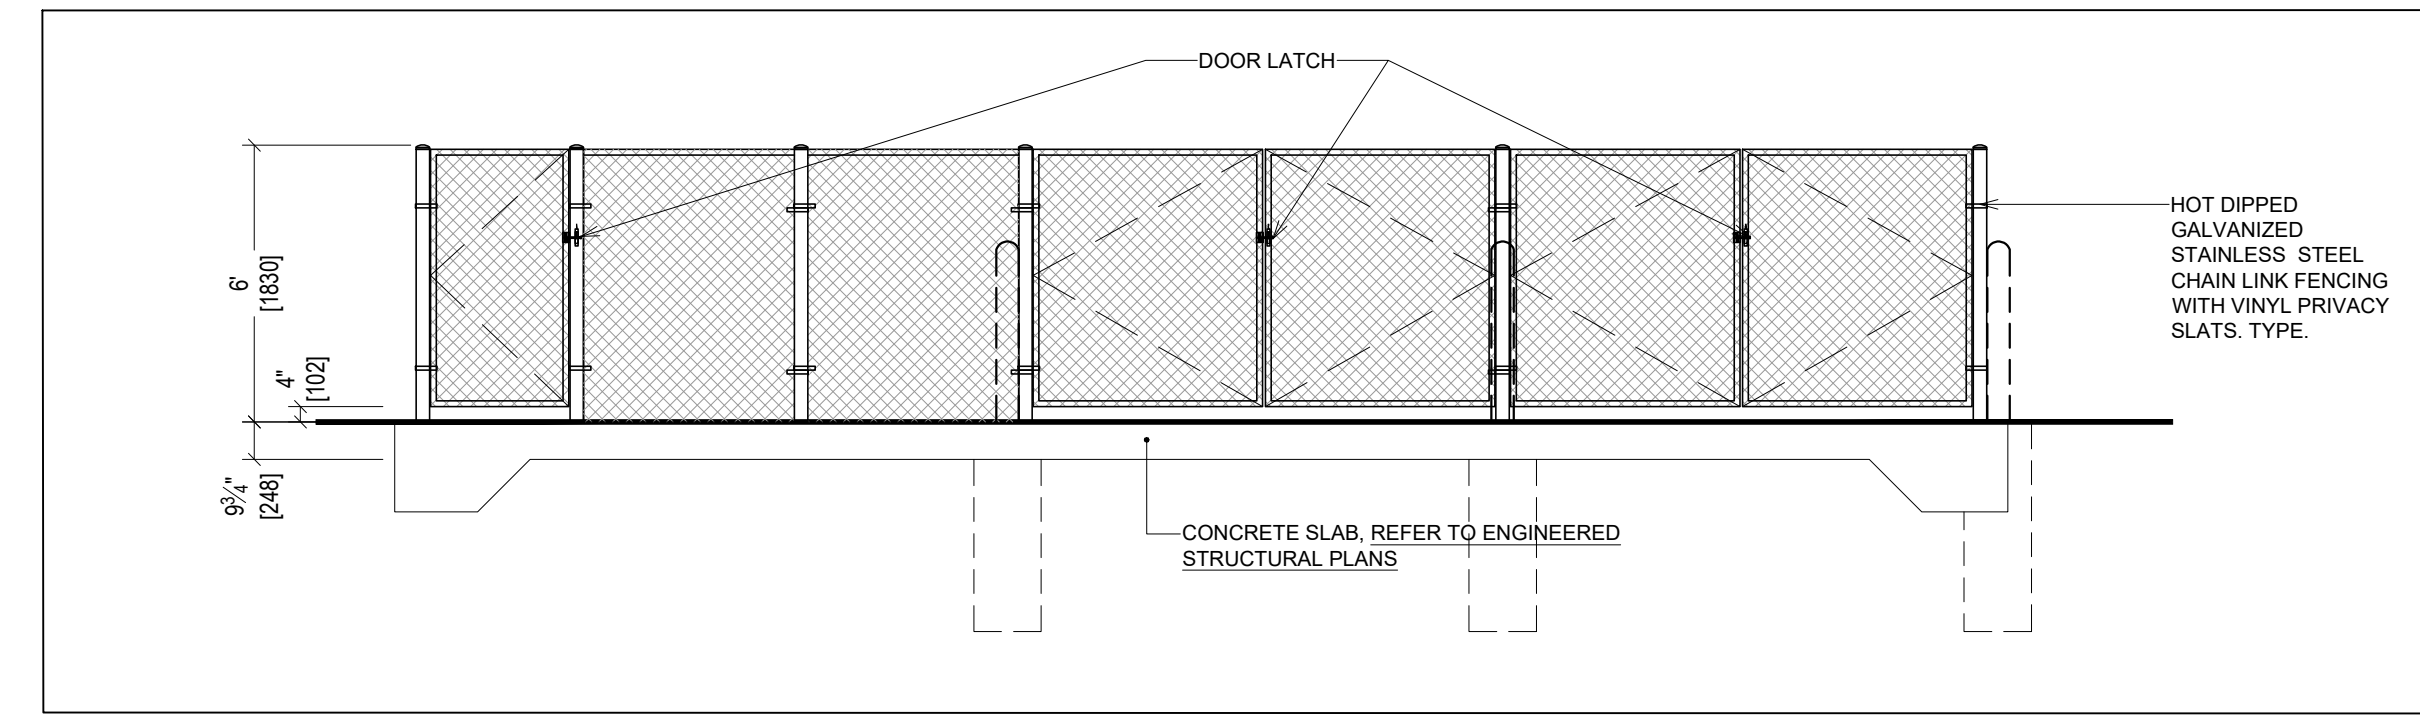 DOOR LATCH
6'
[1830]
4"
[102]
9¾"
[248]
HOT DIPPED
GALVANIZED
STAINLESS STEEL
CHAIN LINK FENCING
WITH VINYL PRIVACY
SLATS. TYPE.
CONCRETE SLAB, REFER TO ENGINEERED
STRUCTURAL PLANS